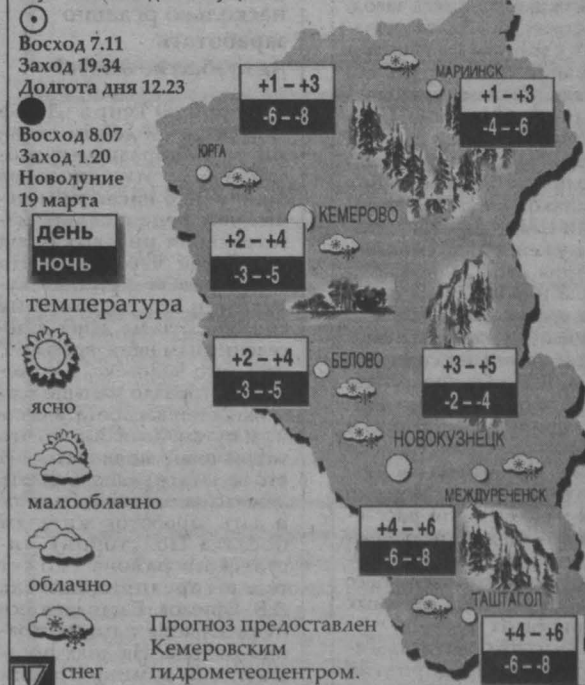 Восход 7.11
Заход 19.34
Долгота дня 12.23
Восход 8.07
Заход 1.20
Новолуние
19 марта
день
ночь
температура
ясно
малооблачно
облачно
снег
Прогноз предоставлен
Кемеровским
гидрометеоцентром.
+1 – +3
-6 – -8
МАРИИНСК
+1 – +3
-4 – -6
ЮРГА
КЕМЕРОВО
+2 – +4
-3 – -5
+2 – +4
-3 – -5
БЕЛОВО
+3 – +5
-2 – -4
НОВОКУЗНЕЦК
МЕЖДУРЕЧЕНСК
+4 – +6
-6 – -8
ТАШТАГОЛ
+4 – +6
-6 – -8